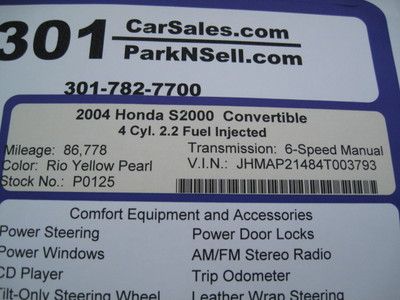 301 CarSales.com
ParkNSell.com
301-782-7700
2004 Honda S2000 Convertible
4 Cyl. 2.2 Fuel Injected
Mileage: 86,778 Transmission: 6-Speed Manual
Color: Rio Yellow Pearl V.I.N.: JHMAP21484T003793
Stock No.: P0125
Comfort Equipment and Accessories
Power Steering Power Door Locks
Power Windows AM/FM Stereo Radio
CD Player Trip Odometer
Tilt-Only Steering Wheel Leather Wrap Steering